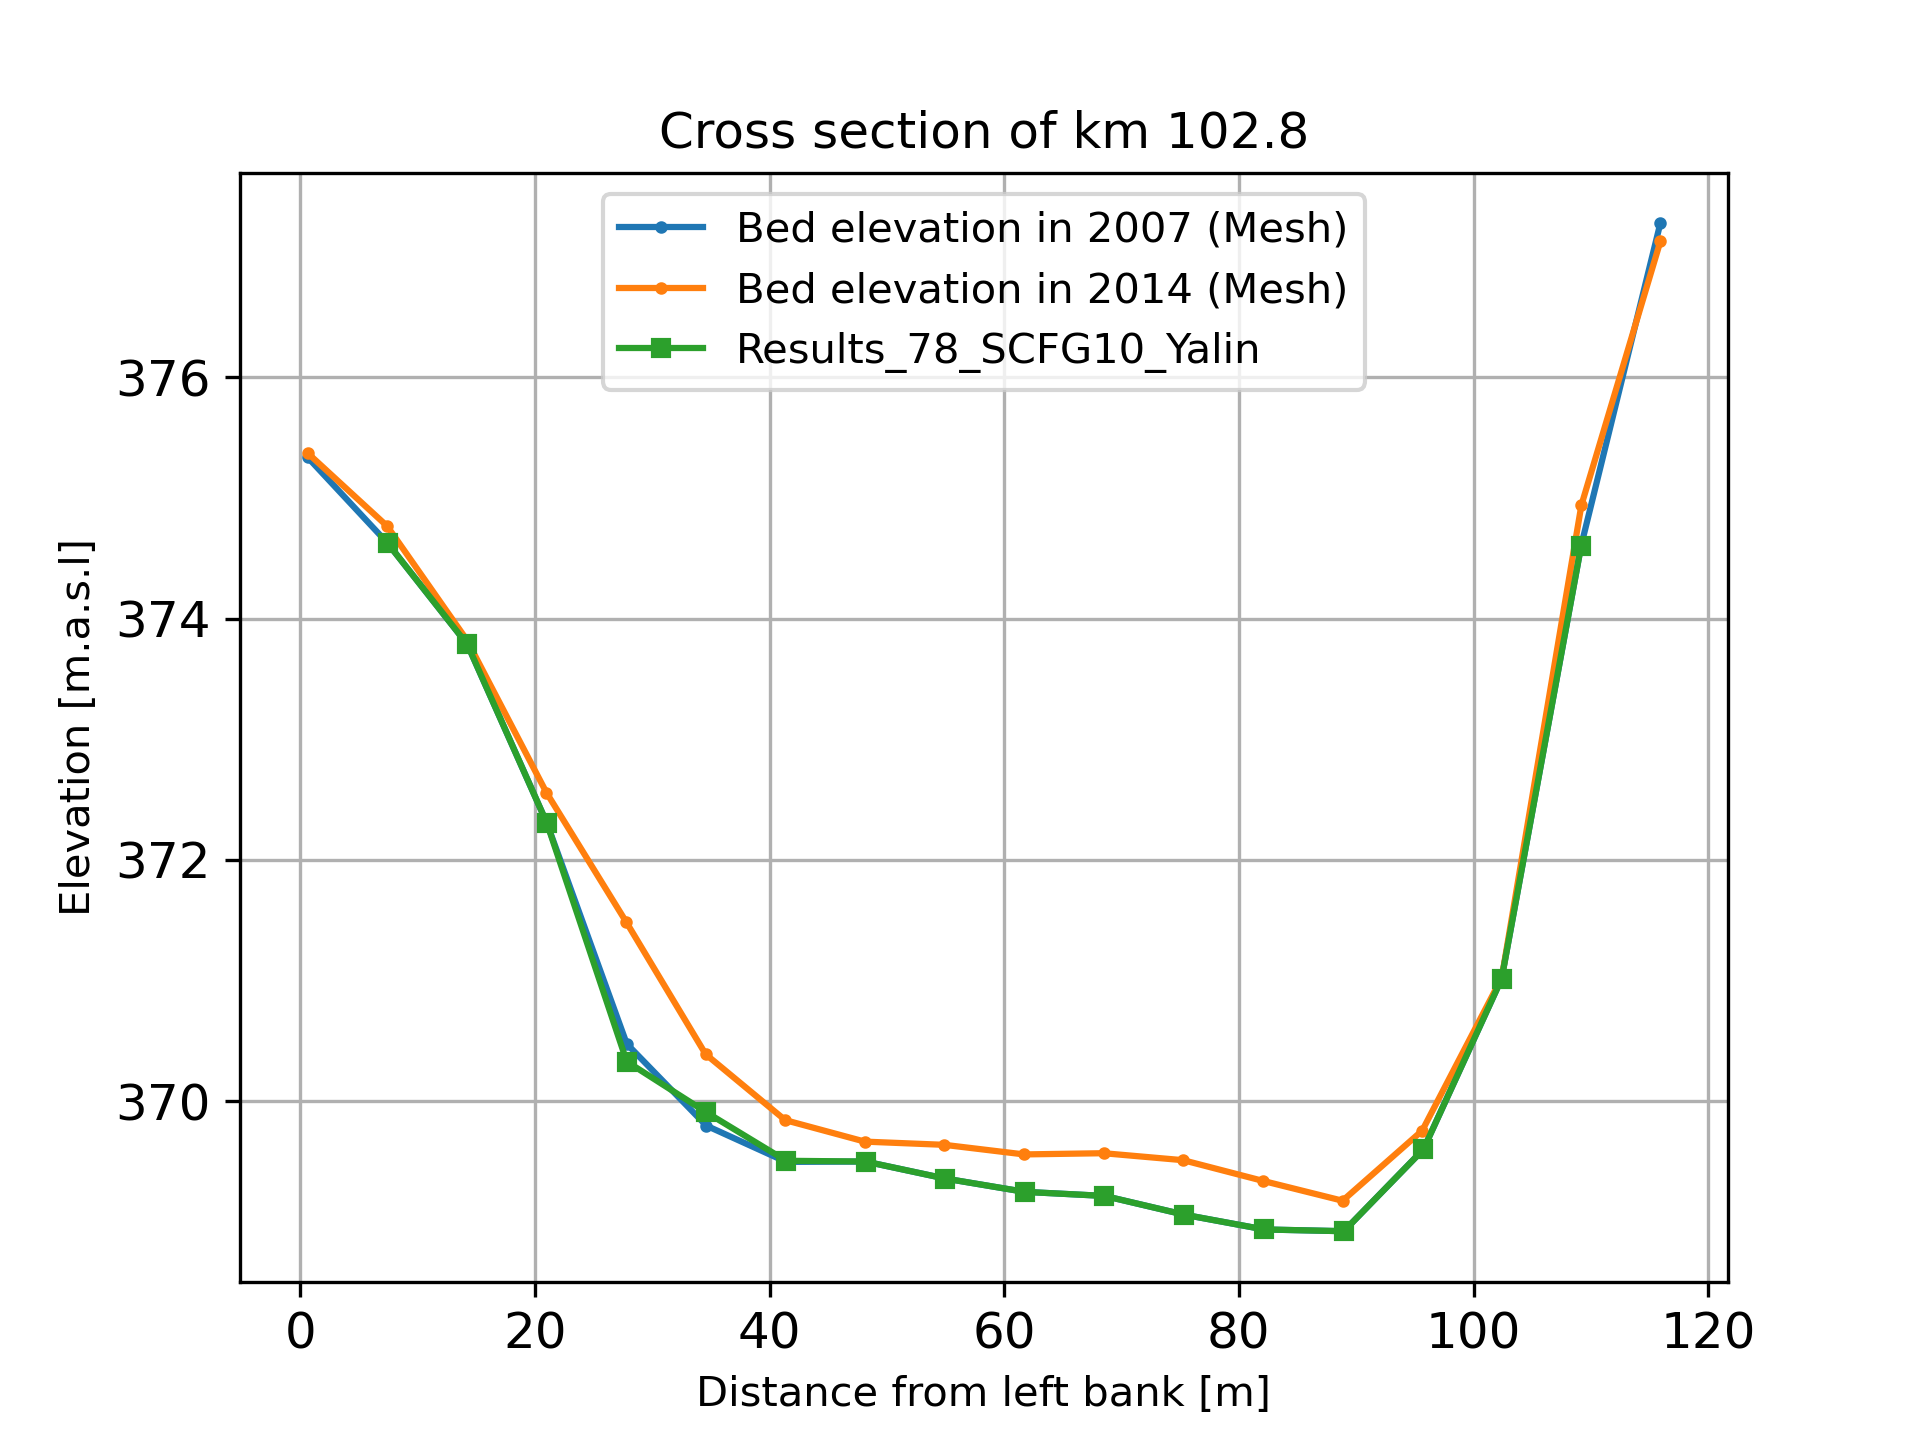 Cross section of km 102.8
Bed elevation in 2007 (Mesh)
Bed elevation in 2014 (Mesh)
Results_78_SCFG10_Yalin
376
374
372
370
Elevation [m.a.s.l]
0 20 40 60 80 100 120
Distance from left bank [m]